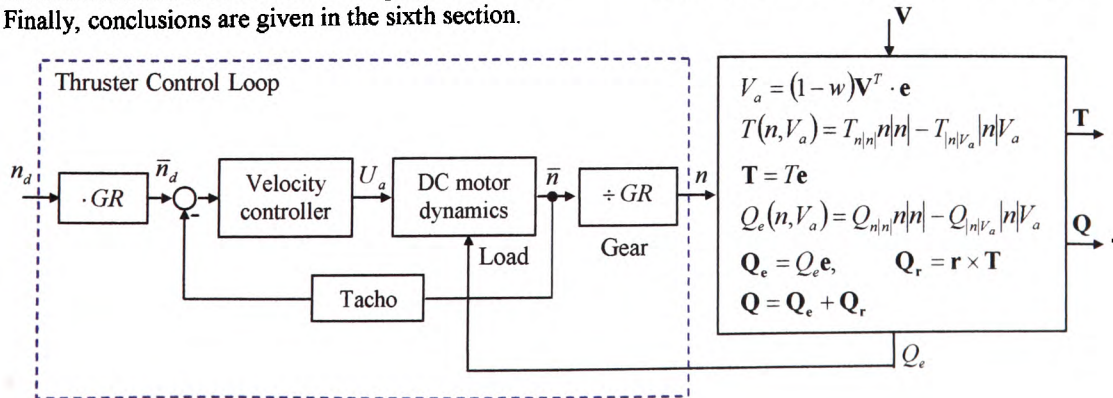 Finally, conclusions are given in the sixth section.
Thruster Control Loop
n_d
· GR
n̄_d
-
Velocity
controller
U_a
DC motor
dynamics
Load
n̄
÷ GR
Gear
n
Tacho
V
V_a = (1 − w)V^T · e
T(n,V_a) = T_{n|n|}n|n| − T_{|n|V_a}|n|V_a
T = Te
Q_e(n,V_a) = Q_{n|n|}n|n| − Q_{|n|V_a}|n|V_a
Q_e = Q_e e, Q_r = r × T
Q = Q_e + Q_r
T
Q
Q_e